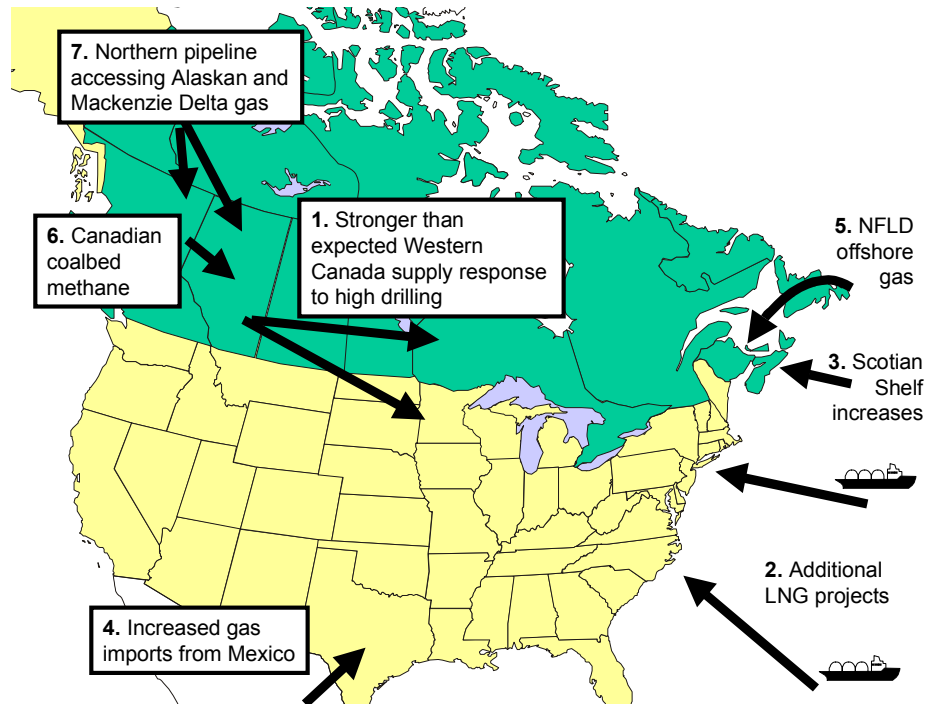 7. Northern pipeline
accessing Alaskan and
Mackenzie Delta gas
1. Stronger than
expected Western
Canada supply response
to high drilling
6. Canadian
coalbed
methane
5. NFLD
offshore
gas
3. Scotian
Shelf
increases
2. Additional
LNG projects
4. Increased gas
imports from Mexico